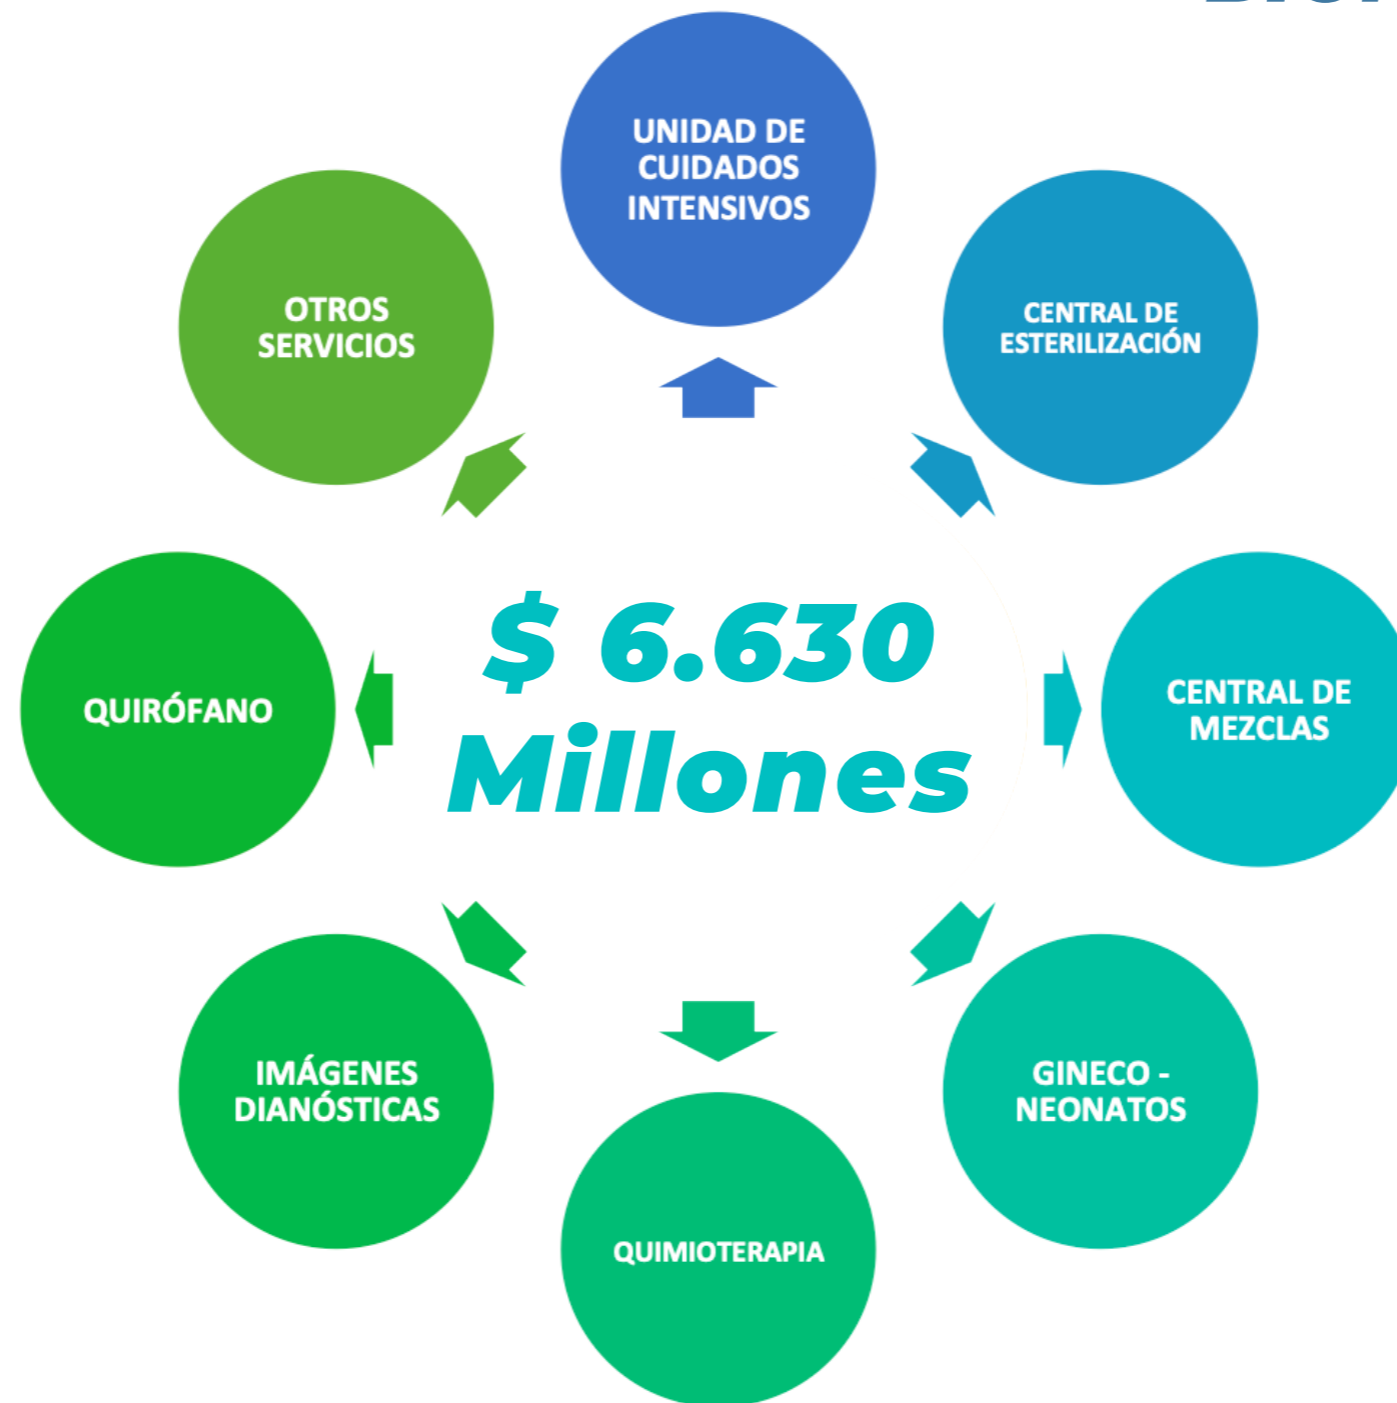 UNIDAD DE
CUIDADOS
INTENSIVOS
OTROS
SERVICIOS
CENTRAL DE
ESTERILIZACIÓN
$ 6.630
Millones
QUIRÓFANO
CENTRAL DE
MEZCLAS
IMÁGENES
DIANÓSTICAS
GINECO -
NEONATOS
QUIMIOTERAPIA